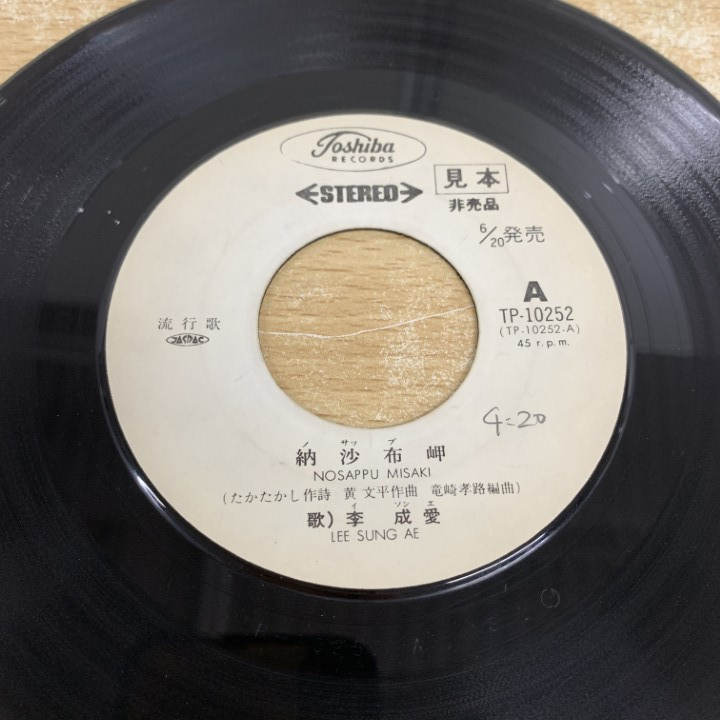 Toshiba
RECORDS
STEREO
見本
非売品
6/20発売
A
TP-10252
(TP-10252-A)
45 r.p.m.
流行歌
JASRAC
4:20
ノ サッ プ
納沙布岬
NOSAPPU MISAKI
(たかたかし作詩 黄 文平作曲 竜崎孝路編曲)
イ ソン エ
歌) 李 成愛
LEE SUNG AE